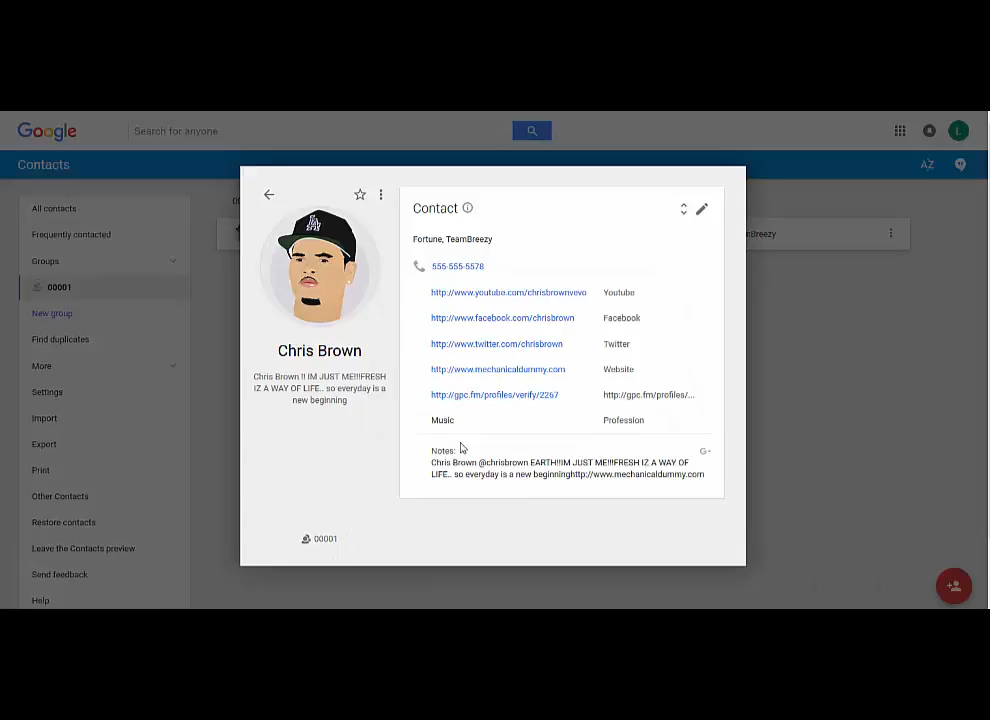 Google
Search for anything
L
Contacts
All contacts
Frequently contacted
Groups
00001
New group
Find duplicates
More
Settings
Import
Export
Print
Other Contacts
Restore contacts
Leave the Contacts preview
Send feedback
Help
Chris Brown
Chris Brown !! IM JUST ME!!!FRESH
IZ A WAY OF LIFE.. so everyday is a
new beginning
00001
Contact
Fortune, TeamBreezy
555-555-5578
http://www.youtube.com/chrisbrownvevo Youtube
http://www.facebook.com/chrisbrown Facebook
http://www.twitter.com/chrisbrown Twitter
http://www.mechanicaldummy.com Website
http://gpc.fm/profiles/verify/2267 http://gpc.fm/profiles/...
Music Profession
Notes: G+
Chris Brown @chrisbrown EARTH!!IM JUST ME!!!FRESH IZ A WAY OF
LIFE.. so everyday is a new beginninghttp://www.mechanicaldummy.com